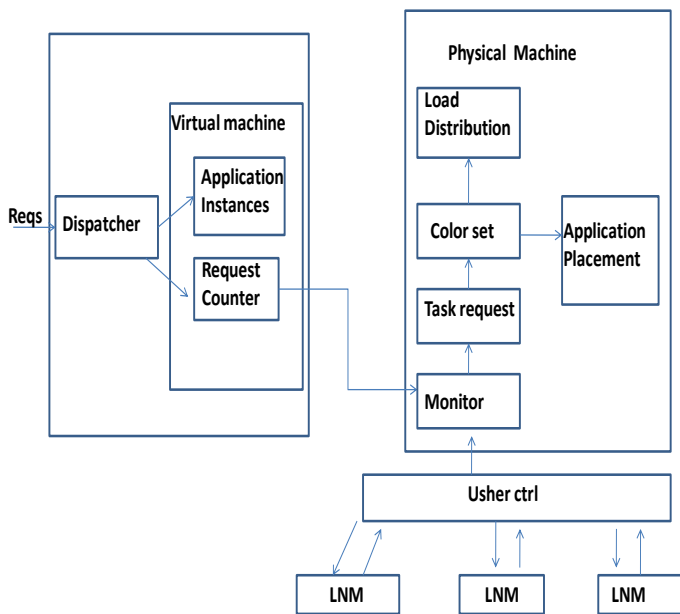 Physical Machine
Load
Distribution
Virtual machine
Application
Instances
Reqs
Dispatcher
Color set
Application
Placement
Request
Counter
Task request
Monitor
Usher ctrl
LNM
LNM
LNM